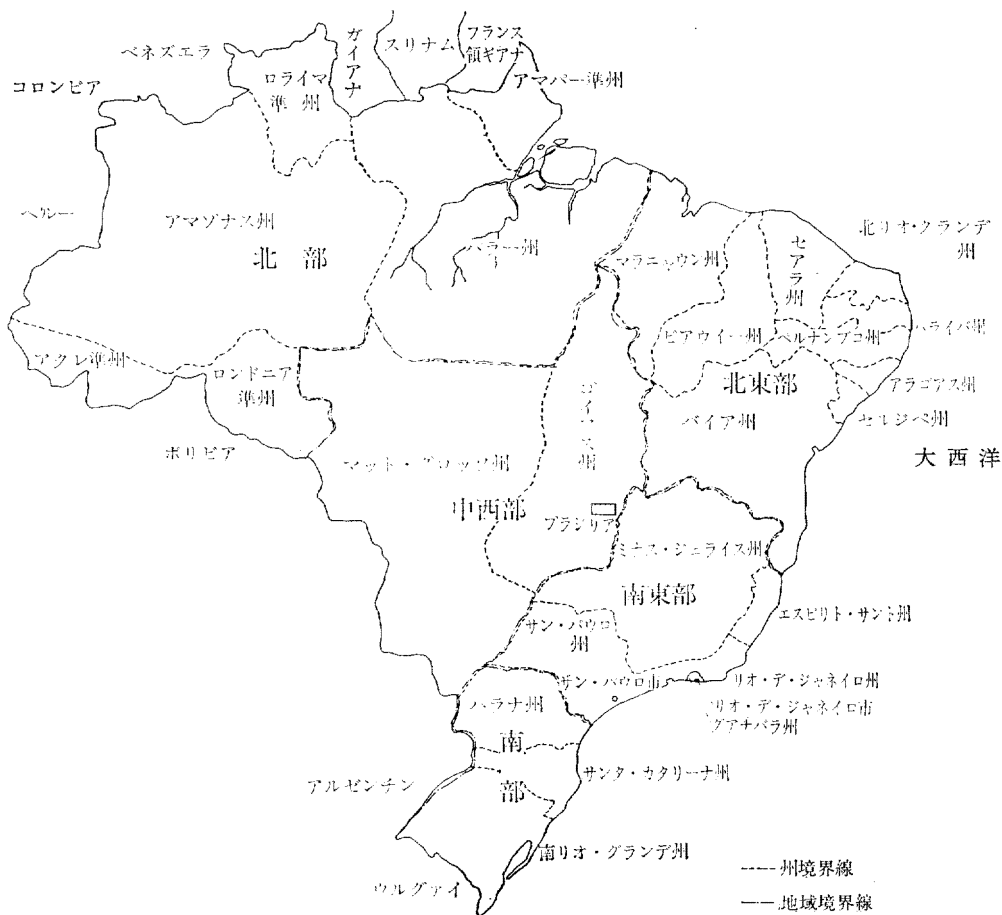 ベネズエラ
ガイアナ
スリナム
フランス
領ギアナ
コロンビア
ロライマ
準州
アマパー準州
ペルー
アマゾナス州
北部
パラー州
マラニャウン州
セアラ州
北リオ・グランデ
州
ピアウイー州
ペルナンブコ州
パライバ州
アクレ準州
ロンドニア
準州
北東部
アラゴアス州
セルジペ州
ゴイアス州
バイア州
ボリビア
マット・グロッソ州
大西洋
中西部
ブラジリア
ミナス・ジェライス州
南東部
エスピリト・サント州
サン・パウロ
州
サン・パウロ市
リオ・デ・ジャネイロ州
リオ・デ・ジャネイロ市
グアナバラ州
パラナ州
南
部
サンタ・カタリーナ州
アルゼンチン
南リオ・グランデ州
ウルグァイ
州境界線
地域境界線